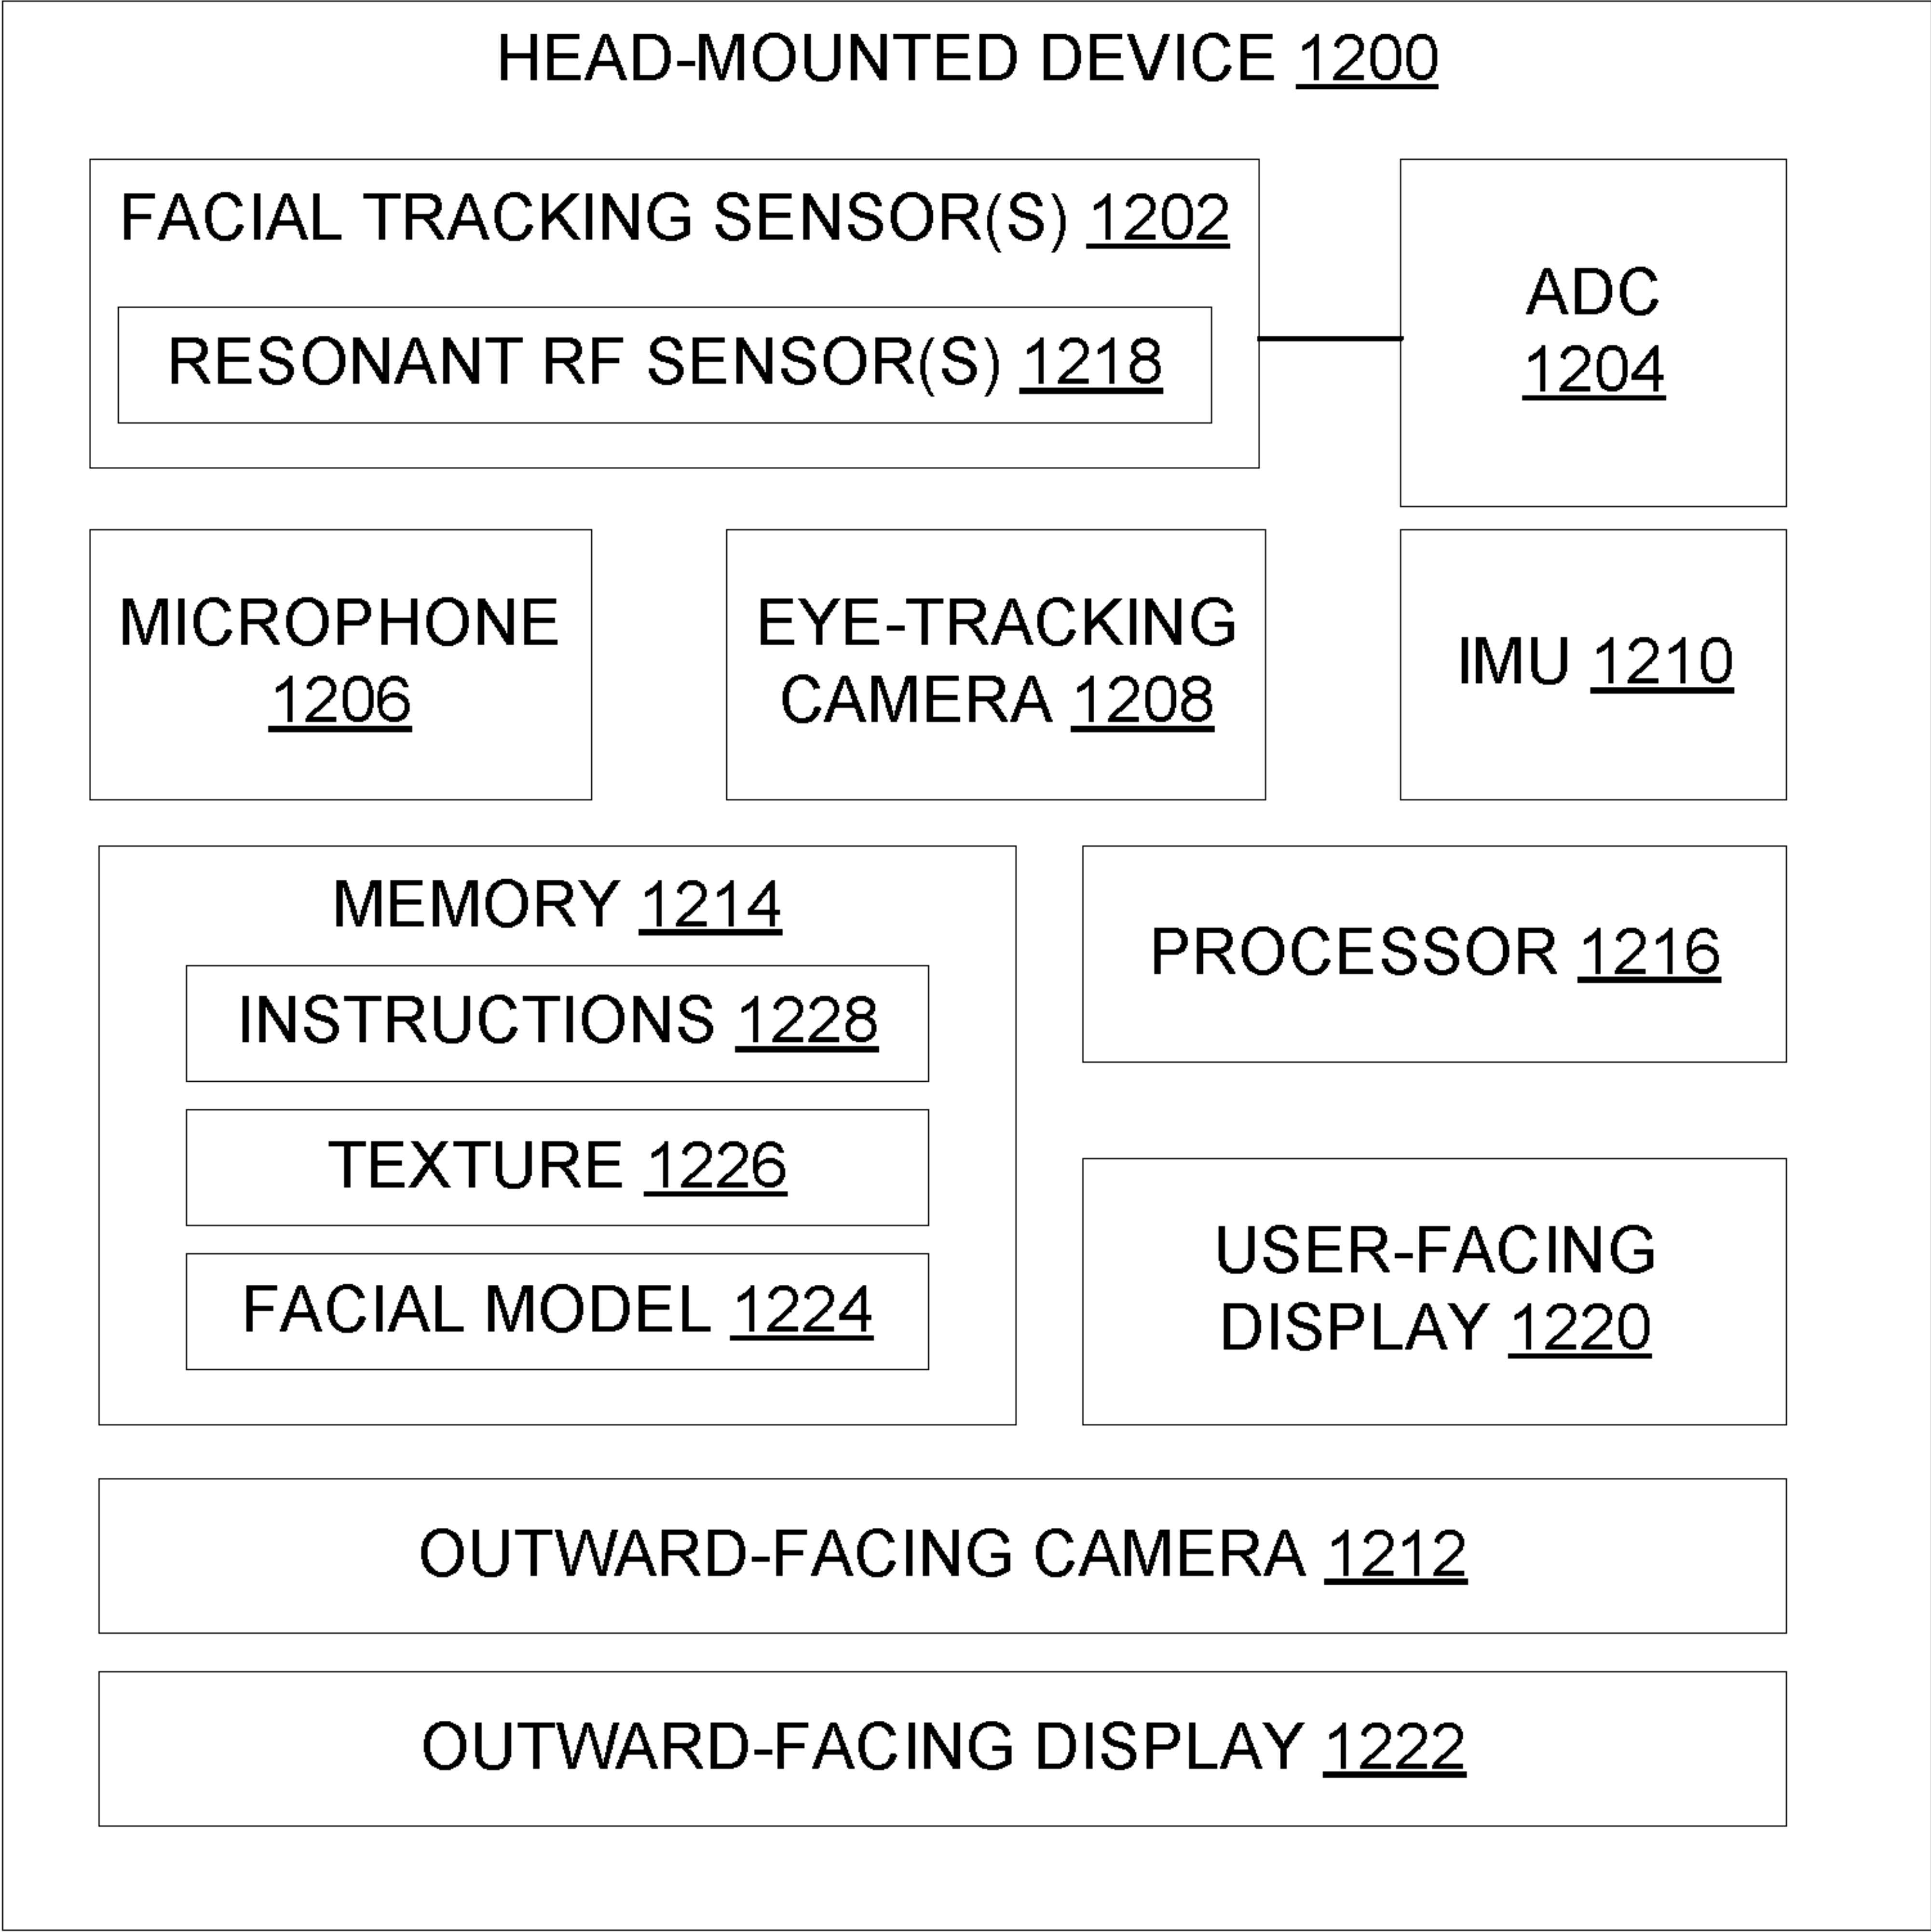 HEAD-MOUNTED DEVICE 1200
FACIAL TRACKING SENSOR(S) 1202
RESONANT RF SENSOR(S) 1218
ADC
1204
MICROPHONE
1206
EYE-TRACKING
CAMERA 1208
IMU 1210
MEMORY 1214
INSTRUCTIONS 1228
TEXTURE 1226
FACIAL MODEL 1224
PROCESSOR 1216
USER-FACING
DISPLAY 1220
OUTWARD-FACING CAMERA 1212
OUTWARD-FACING DISPLAY 1222